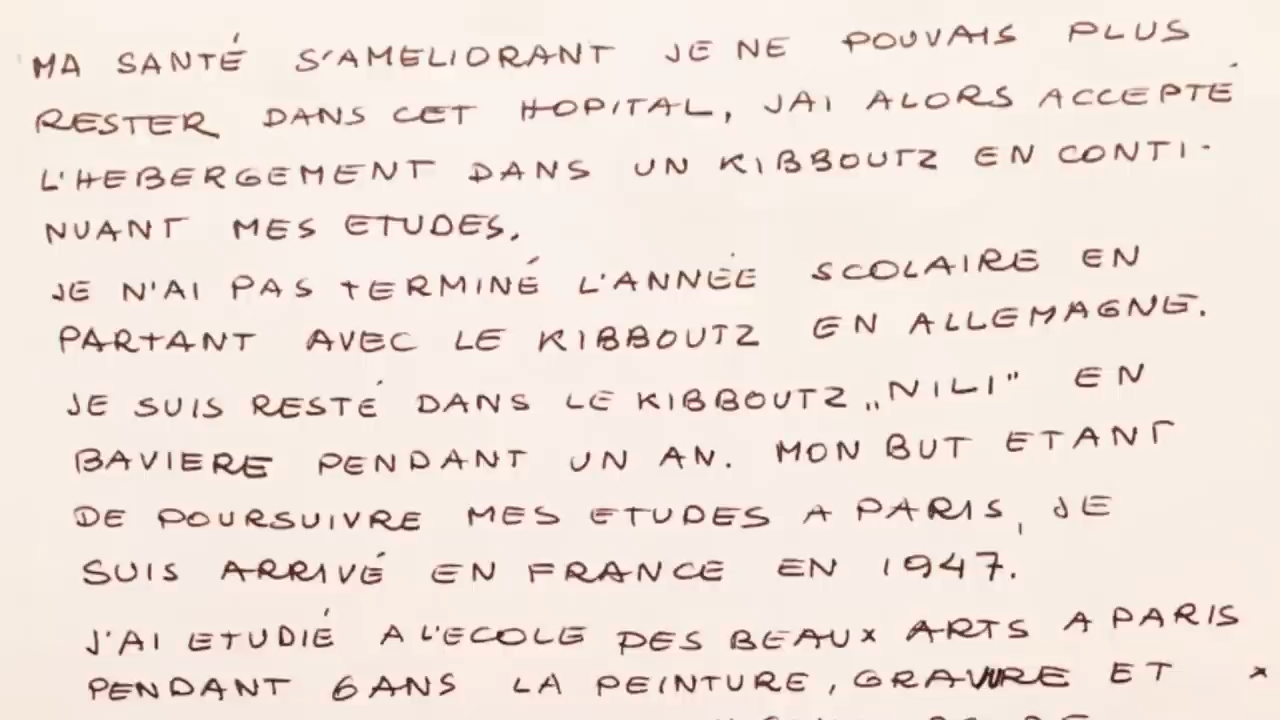 MA SANTÉ S'AMELIORANT JE NE POUVAIS PLUS
RESTER DANS CET HOPITAL, JAI ALORS ACCEPTÉ
L'HEBERGEMENT DANS UN KIBBOUTZ EN CONTI-
NUANT MES ETUDES.
JE N'AI PAS TERMINÉ L'ANNÉE SCOLAIRE EN
PARTANT AVEC LE KIBBOUTZ EN ALLEMAGNE.
JE SUIS RESTÉ DANS LE KIBBOUTZ „NILI" EN
BAVIERE PENDANT UN AN. MON BUT ETANT
DE POURSUIVRE MES ETUDES A PARIS, JE
SUIS ARRIVÉ EN FRANCE EN 1947.
J'AI ETUDIÉ A L'ECOLE DES BEAUX ARTS A PARIS
PENDANT 6 ANS LA PEINTURE, GRAVURE ET ×